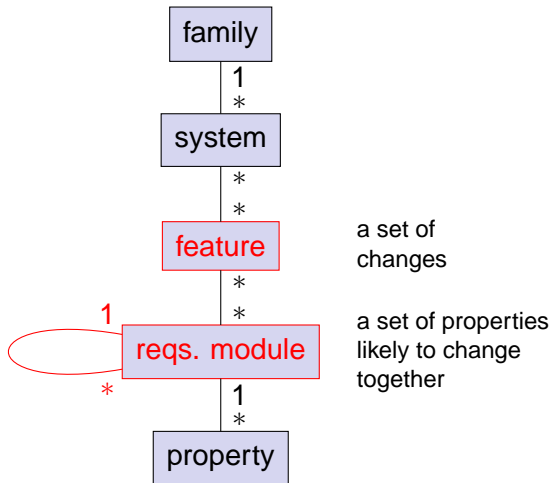 family
1
*
system
*
*
feature
a set of
changes
*
*
1
reqs. module
*
a set of properties
likely to change
together
1
*
property